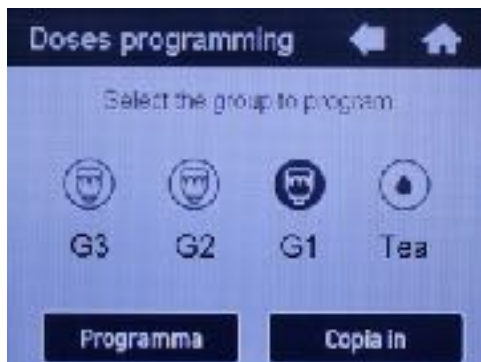 Doses programming
Select the group to program
G3 G2 G1 Tea
Programma Copia in